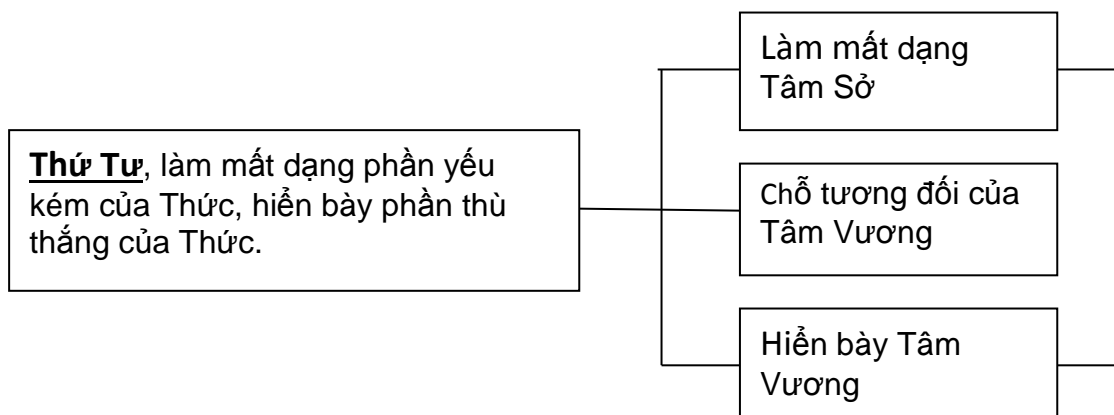 Làm mất dạng
Tâm Sở
Thứ Tư, làm mất dạng phần yếu
kém của Thức, hiển bày phần thù
thắng của Thức.
Chỗ tương đối của
Tâm Vương
Hiển bày Tâm
Vương